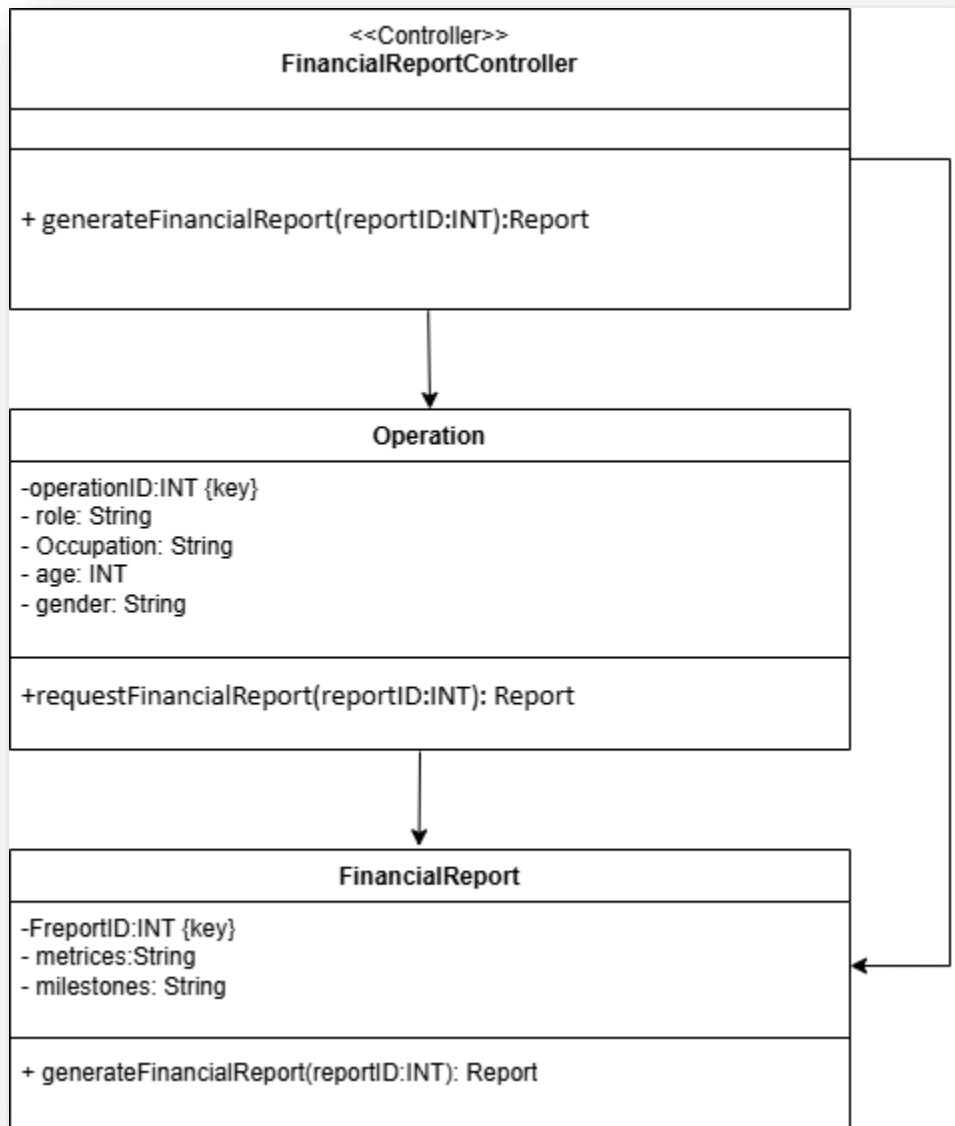 <<Controller>>
FinancialReportController
+ generateFinancialReport(reportID:INT):Report
Operation
-operationID:INT {key}
- role: String
- Occupation: String
- age: INT
- gender: String
+requestFinancialReport(reportID:INT): Report
FinancialReport
-FreportID:INT {key}
- metrices:String
- milestones: String
+ generateFinancialReport(reportID:INT): Report